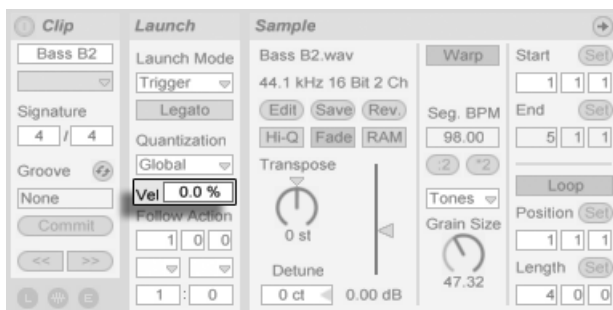 Clip
Bass B2
Signature
4 / 4
Groove
None
Commit
<< >>
L E
Launch
Launch Mode
Trigger
Legato
Quantization
Global
Vel 0.0 %
Follow Action
1 0 0
1 : 0
Sample
Bass B2.wav
44.1 kHz 16 Bit 2 Ch
Edit Save Rev.
Hi-Q Fade RAM
Transpose
0 st
Detune
0 ct 0.00 dB
Warp
Seg. BPM
98.00
:2 *2
Tones
Grain Size
47.32
Start Set
1 1 1
End Set
5 1 1
Loop
Position Set
1 1 1
Length Set
4 0 0